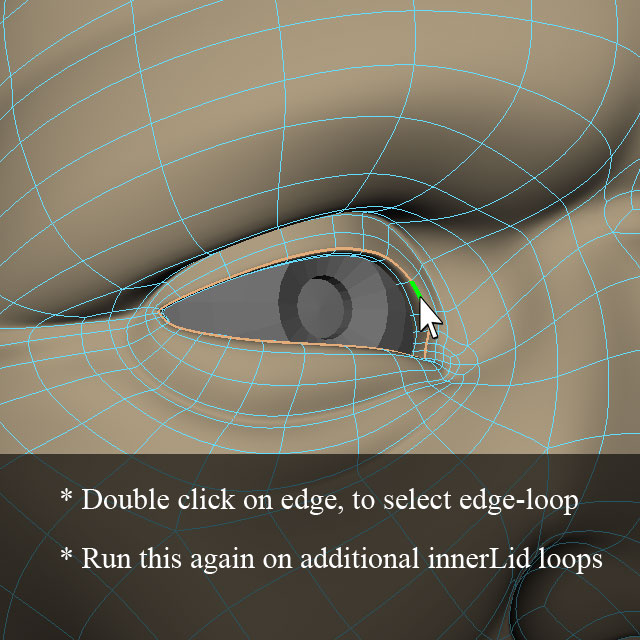 * Double click on edge, to select edge-loop
* Run this again on additional innerLid loops